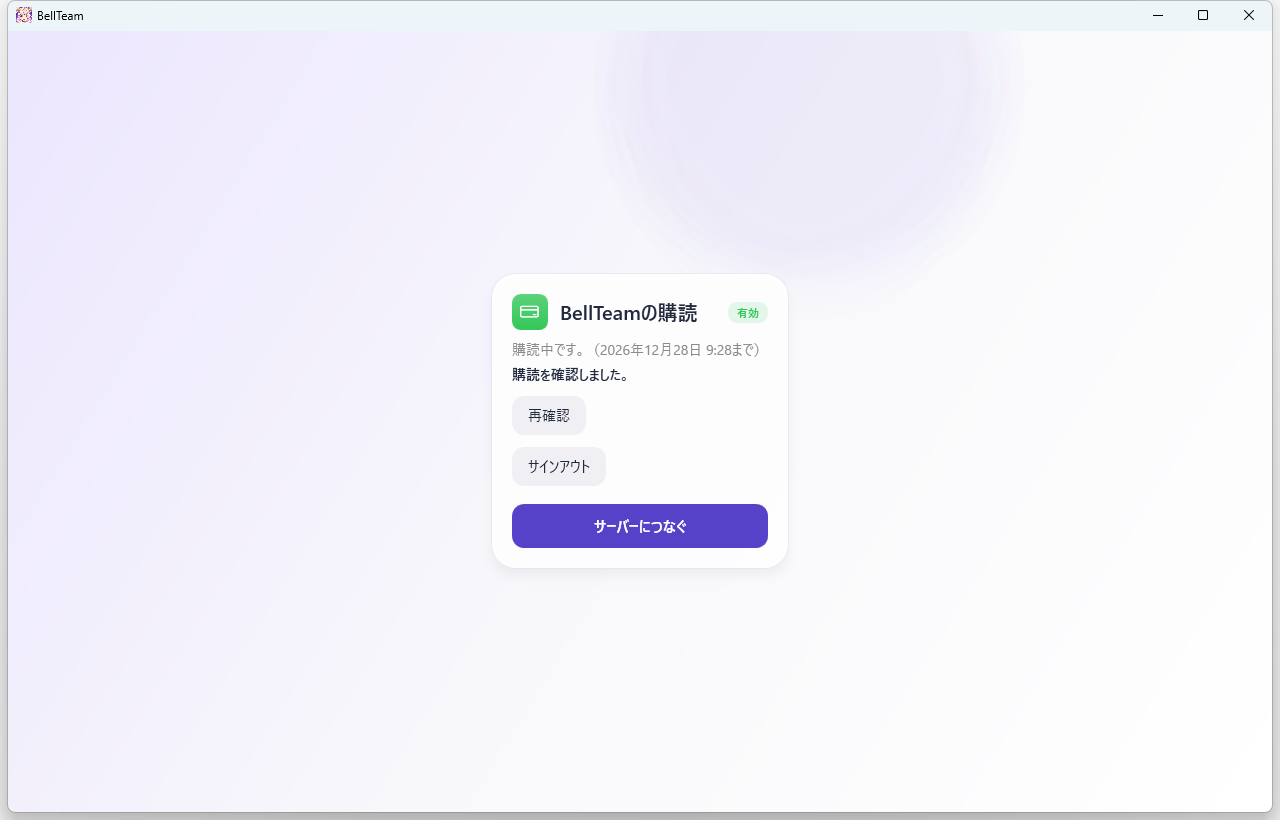 BellTeam
BellTeamの購読 有効
購読中です。（2026年12月28日 9:28まで）
購読を確認しました。
再確認
サインアウト
サーバーにつなぐ